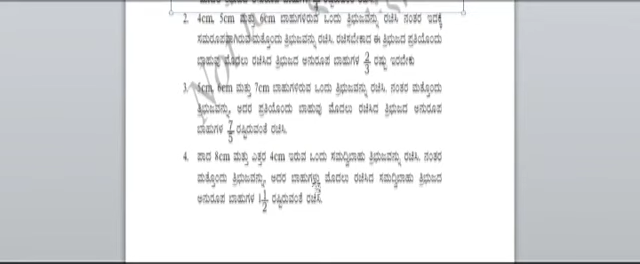 2. 4cm, 5cm ಮತ್ತು 6cm ಬಾಹುಗಳಿರುವ ಒಂದು ತ್ರಿಭುಜವನ್ನು ರಚಿಸಿ ನಂತರ ಇದಕ್ಕೆ
ಸಮರೂಪವಾಗಿರುವ ಮತ್ತೊಂದು ತ್ರಿಭುಜವನ್ನು ರಚಿಸಿ. ರಚಿಸಬೇಕಾದ ಈ ತ್ರಿಭುಜದ ಪ್ರತಿಯೊಂದು
ಬಾಹುವು ಮೊದಲು ರಚಿಸಿದ ತ್ರಿಭುಜದ ಅನುರೂಪ ಬಾಹುಗಳ 2/3 ರಷ್ಟು ಇರಬೇಕು
3. 5cm, 6cm ಮತ್ತು 7cm ಬಾಹುಗಳಿರುವ ಒಂದು ತ್ರಿಭುಜವನ್ನು ರಚಿಸಿ. ನಂತರ ಮತ್ತೊಂದು
ತ್ರಿಭುಜವನ್ನು, ಅದರ ಪ್ರತಿಯೊಂದು ಬಾಹುವು ಮೊದಲು ರಚಿಸಿದ ತ್ರಿಭುಜದ ಅನುರೂಪ
ಬಾಹುಗಳ 7/5 ರಷ್ಟಿರುವಂತೆ ರಚಿಸಿ.
4. ಪಾದ 8cm ಮತ್ತು ಎತ್ತರ 4cm ಇರುವ ಒಂದು ಸಮದ್ವಿಬಾಹು ತ್ರಿಭುಜವನ್ನು ರಚಿಸಿ. ನಂತರ
ಮತ್ತೊಂದು ತ್ರಿಭುಜವನ್ನು, ಅದರ ಬಾಹುಗಳು ಮೊದಲು ರಚಿಸಿದ ಸಮದ್ವಿಬಾಹು ತ್ರಿಭುಜದ
ಅನುರೂಪ ಬಾಹುಗಳ 1 1/2 ರಷ್ಟಿರುವಂತೆ ರಚಿಸಿ.